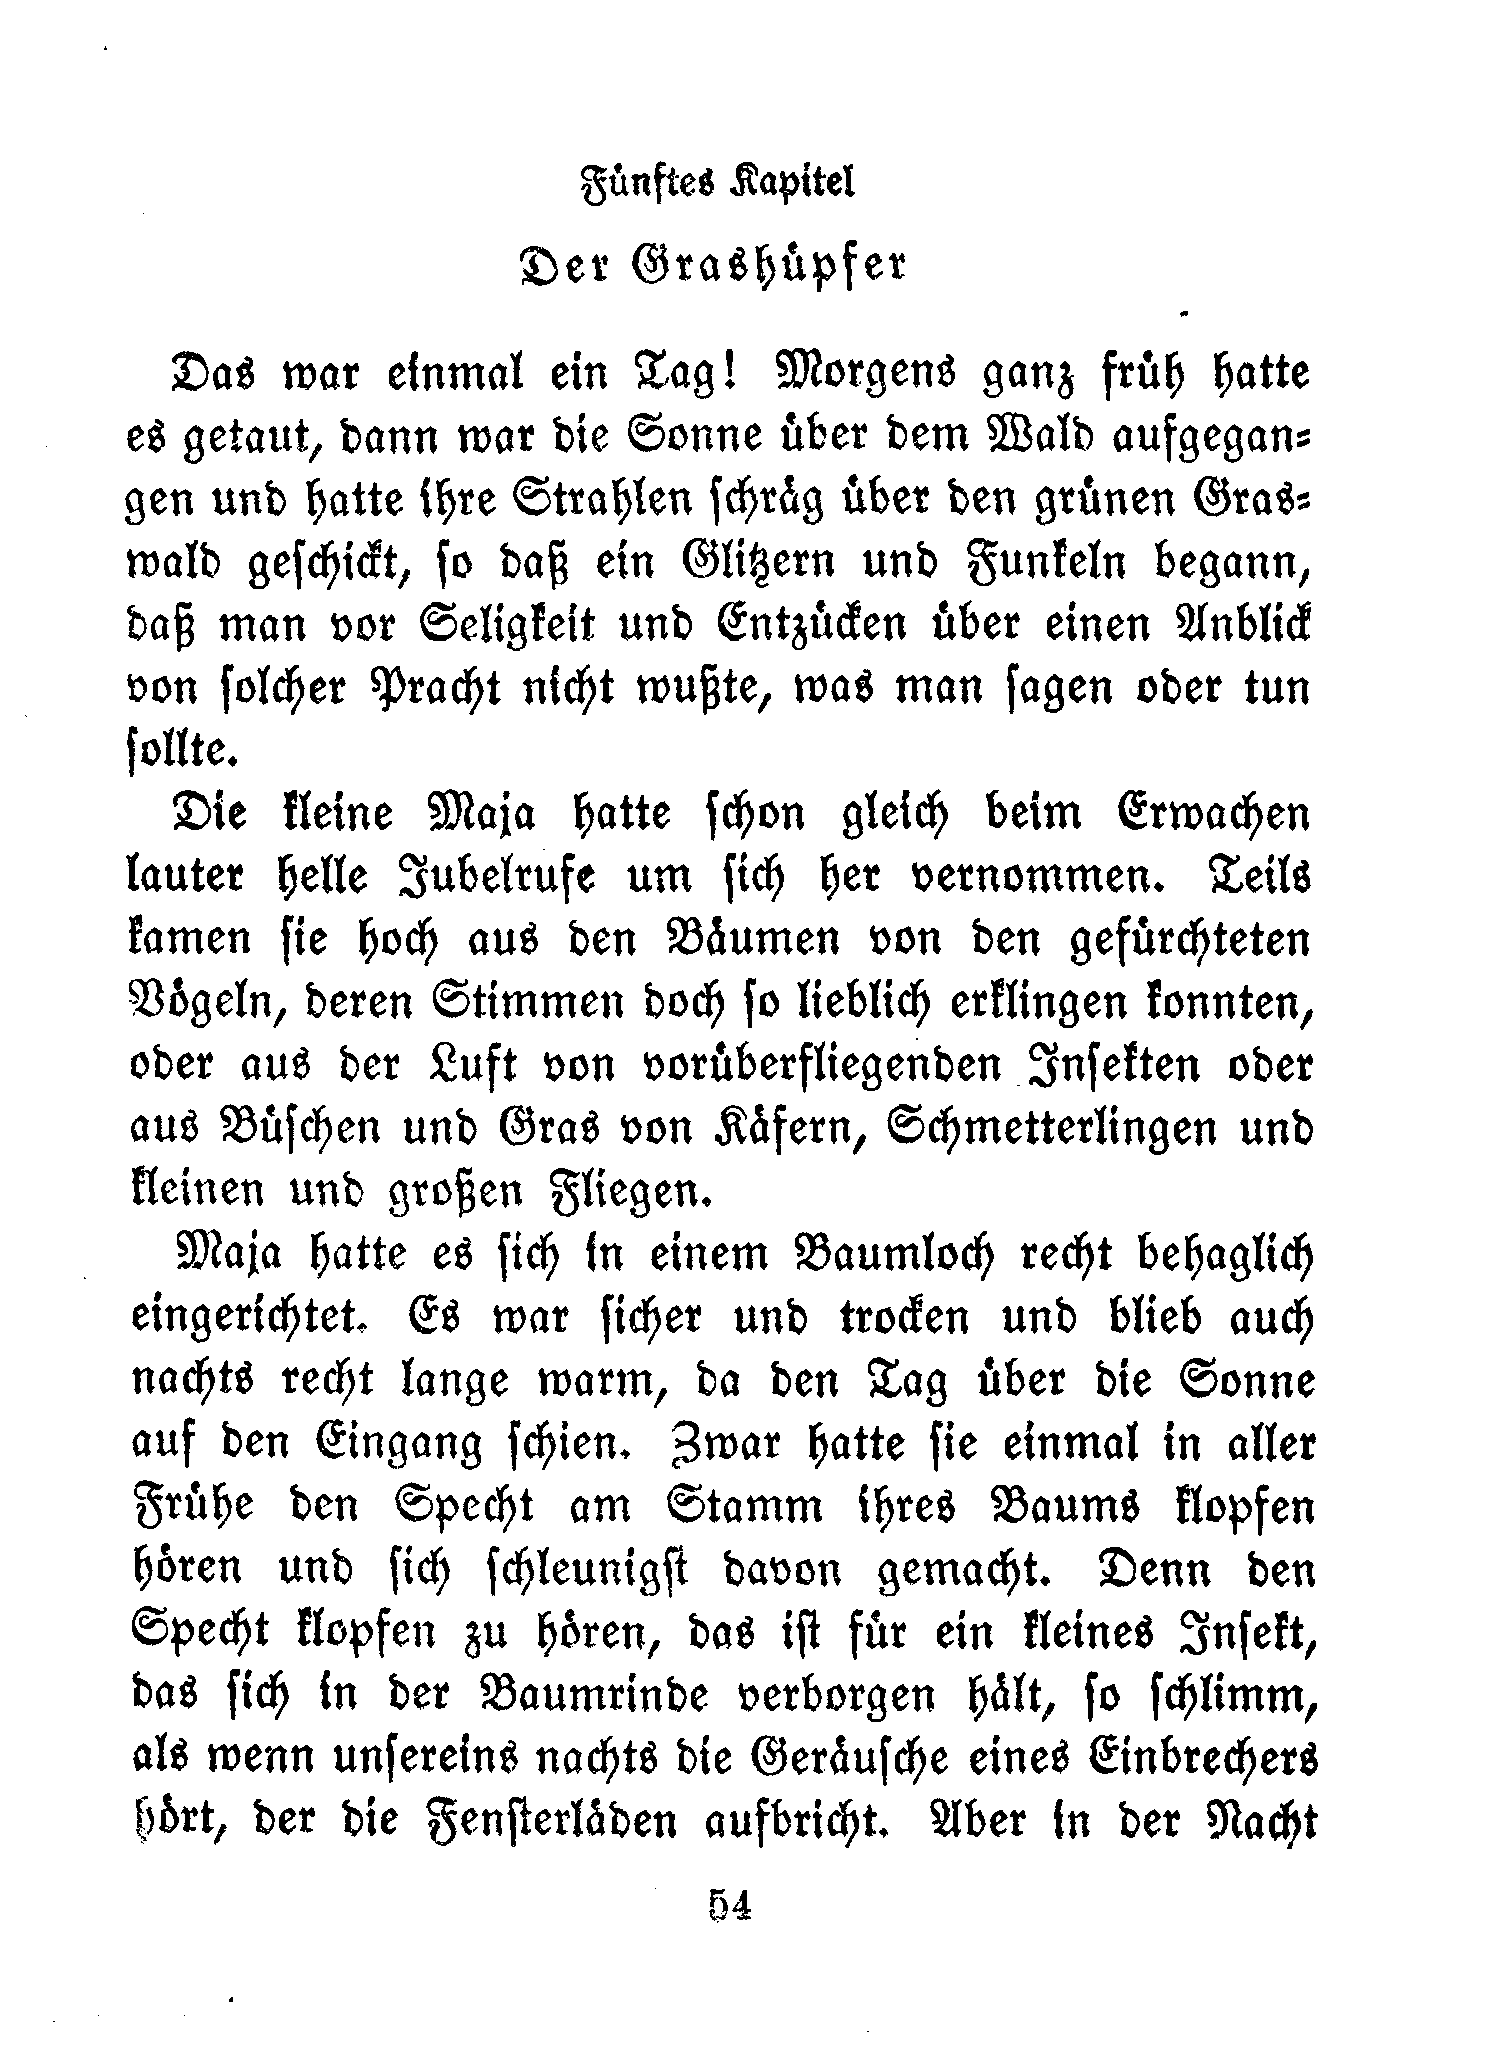 Fünftes Kapitel
Der Grashüpfer
Das war einmal ein Tag! Morgens ganz früh hatte
es getaut, dann war die Sonne über dem Wald aufgegan-
gen und hatte ihre Strahlen schräg über den grünen Gras-
wald geschickt, so daß ein Glitzern und Funkeln begann,
daß man vor Seligkeit und Entzücken über einen Anblick
von solcher Pracht nicht wußte, was man sagen oder tun
sollte.
Die kleine Maja hatte schon gleich beim Erwachen
lauter helle Jubelrufe um sich her vernommen. Teils
kamen sie hoch aus den Bäumen von den gefürchteten
Vögeln, deren Stimmen doch so lieblich erklingen konnten,
oder aus der Luft von vorüberfliegenden Insekten oder
aus Büschen und Gras von Käfern, Schmetterlingen und
kleinen und großen Fliegen.
Maja hatte es sich in einem Baumloch recht behaglich
eingerichtet. Es war sicher und trocken und blieb auch
nachts recht lange warm, da den Tag über die Sonne
auf den Eingang schien. Zwar hatte sie einmal in aller
Frühe den Specht am Stamm ihres Baums klopfen
hören und sich schleunigst davon gemacht. Denn den
Specht klopfen zu hören, das ist für ein kleines Insekt,
das sich in der Baumrinde verborgen hält, so schlimm,
als wenn unsereins nachts die Geräusche eines Einbrechers
hört, der die Fensterläden aufbricht. Aber in der Nacht
54